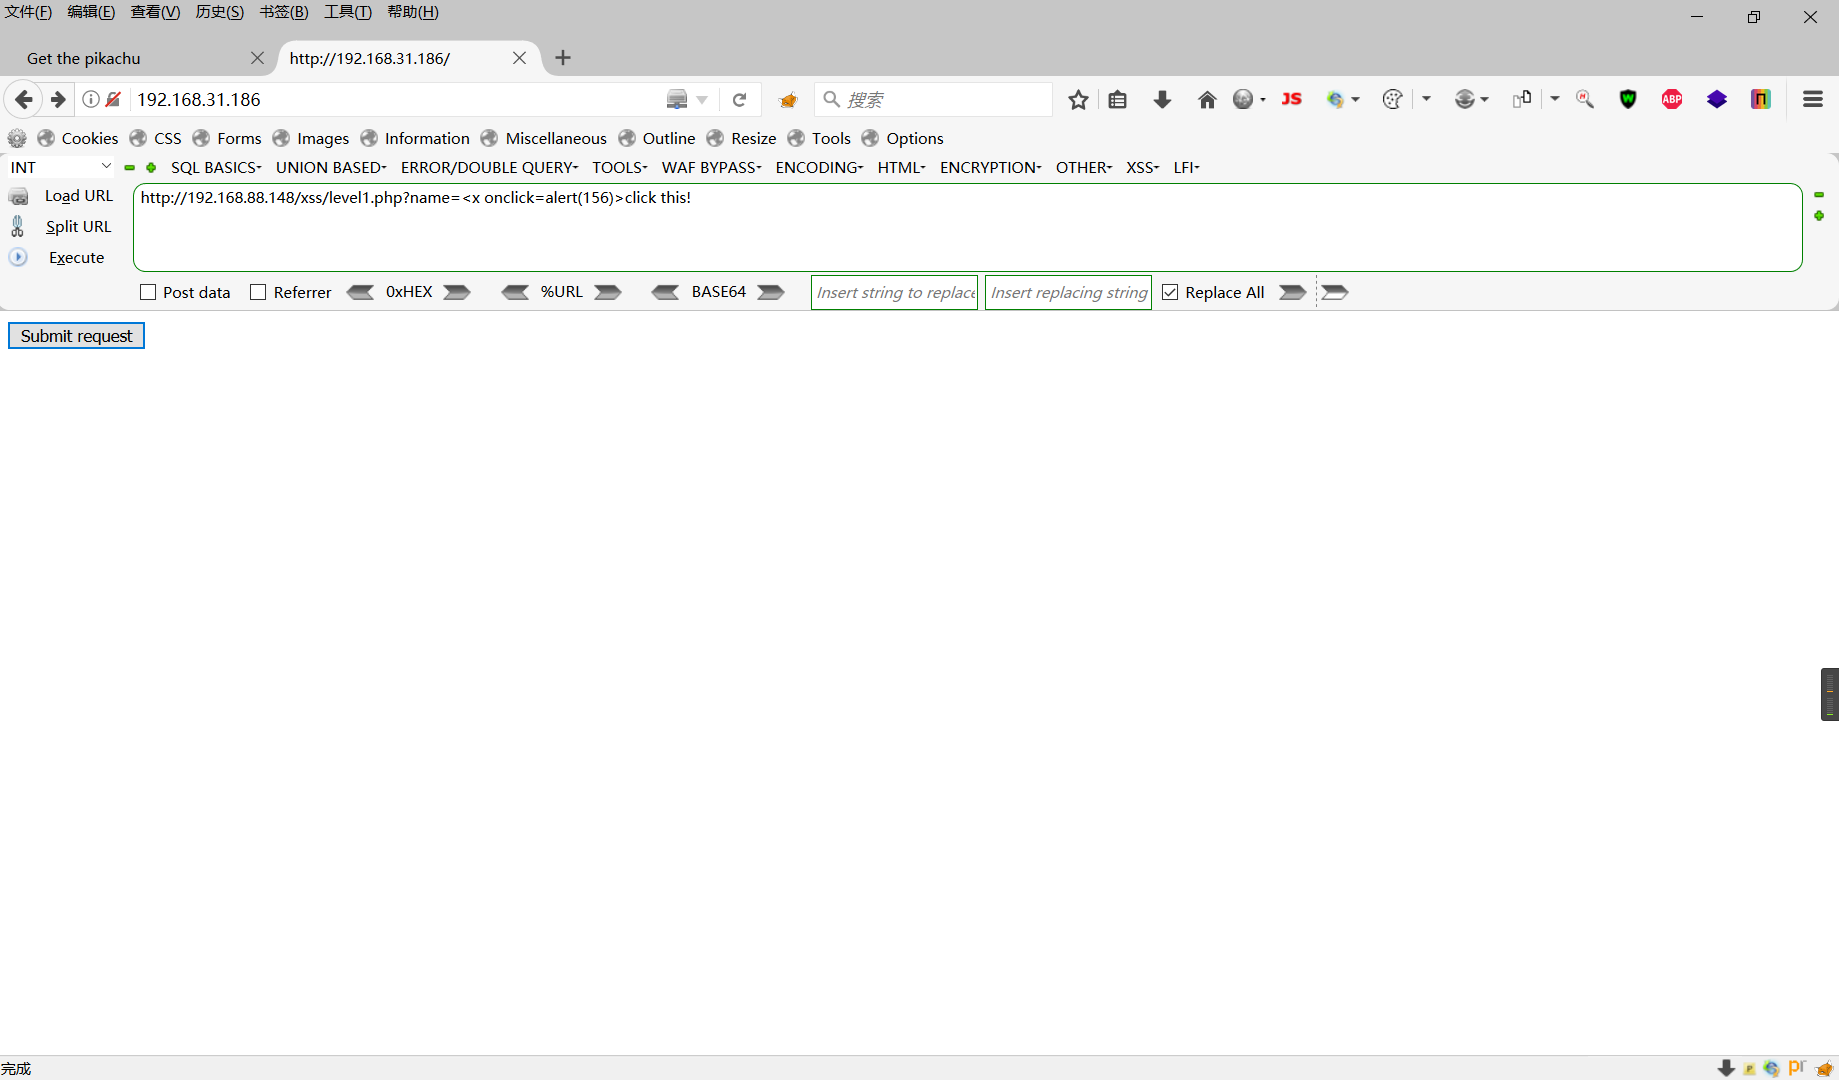 文件(F) 编辑(E) 查看(V) 历史(S) 书签(B) 工具(T) 帮助(H)
Get the pikachu http://192.168.31.186/
192.168.31.186 搜索 JS W ABP
Cookies CSS Forms Images Information Miscellaneous Outline Resize Tools Options
INT SQL BASICS UNION BASED ERROR/DOUBLE QUERY TOOLS WAF BYPASS ENCODING HTML ENCRYPTION OTHER XSS LFI
Load URL http://192.168.88.148/xss/level1.php?name=<x onclick=alert(156)>click this!
Split URL
Execute
Post data Referrer 0xHEX %URL BASE64 Insert string to replace Insert replacing string Replace All
Submit request
完成 P pr